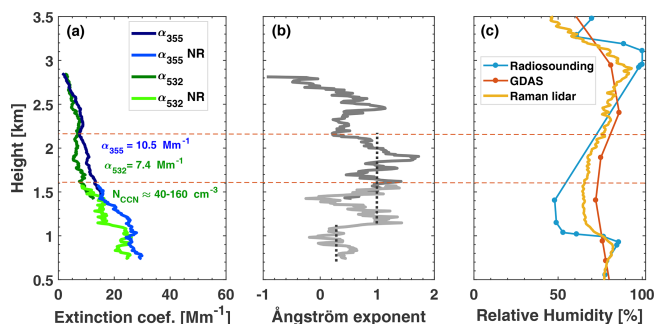 (a)
(b)
(c)
α355
α355 NR
α532
α532 NR
Radiosounding
GDAS
Raman lidar
α355 = 10.5 Mm⁻¹
α532 = 7.4 Mm⁻¹
NCCN ≈ 40-160 cm⁻³
Height [km]
3.5
3
2.5
2
1.5
1
0.5
0 20 40 60
-1 0 1 2
0 50 100
Extinction coef. [Mm⁻¹]
Ångström exponent
Relative Humidity [%]